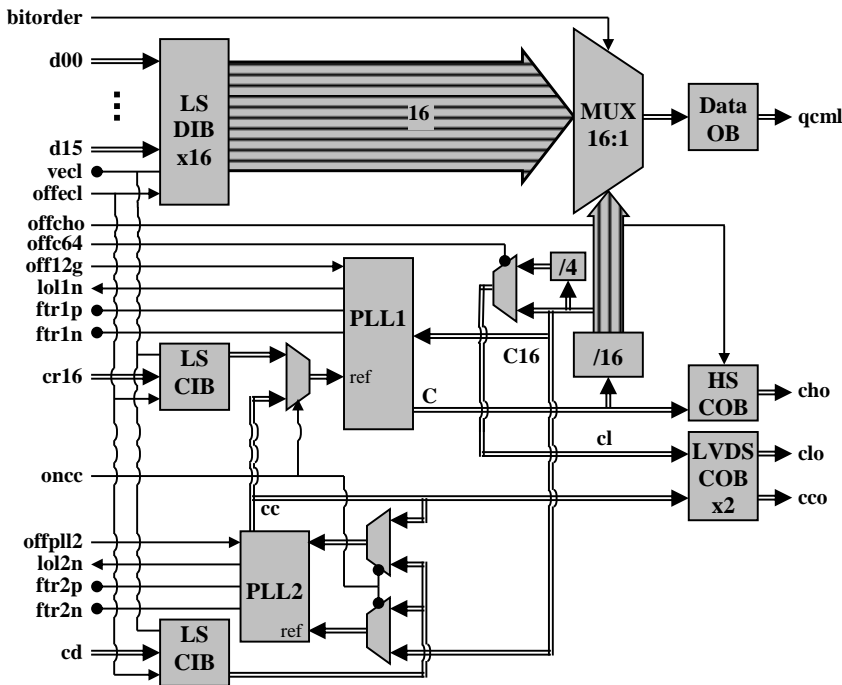 bitorder
d00
...
d15
vecl
offecl
offcho
offc64
off12g
lol1n
ftr1p
ftr1n
cr16
oncc
offpll2
lol2n
ftr2p
ftr2n
cd
LS
DIB
x16
16
MUX
16:1
Data
OB
qcml
/4
PLL1
ref
C16
/16
C
LS
CIB
HS
COB
cho
cl
LVDS
COB
x2
clo
cco
cc
PLL2
ref
LS
CIB